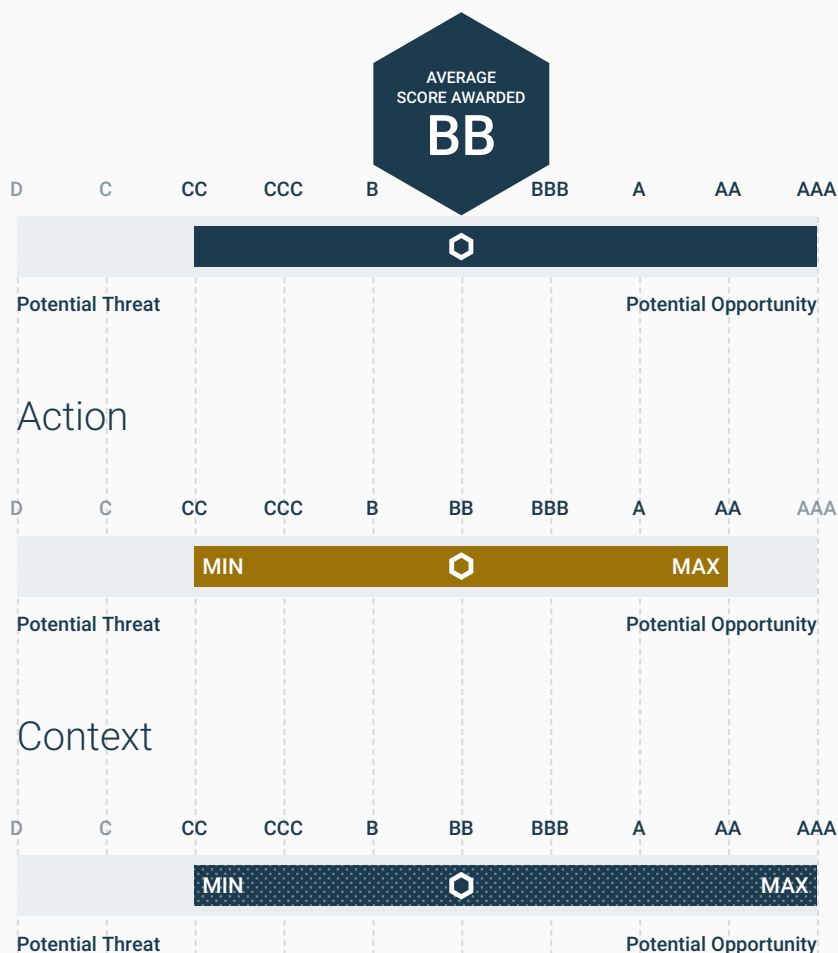 AVERAGE
SCORE AWARDED
BB
D C CC CCC B BBB A AA AAA
Potential Threat Potential Opportunity
Action
D C CC CCC B BB BBB A AA AAA
MIN MAX
Potential Threat Potential Opportunity
Context
D C CC CCC B BB BBB A AA AAA
MIN MAX
Potential Threat Potential Opportunity